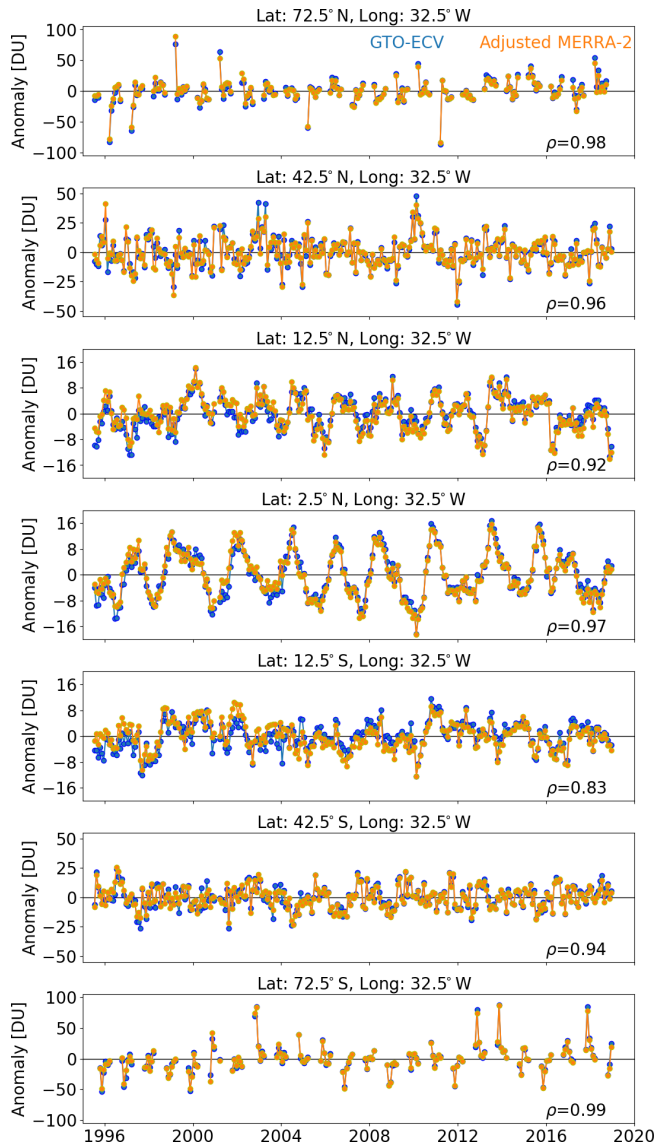 Lat: 72.5° N, Long: 32.5° W
GTO-ECV Adjusted MERRA-2
Anomaly [DU]
100
50
0
−50
−100
ρ=0.98
Lat: 42.5° N, Long: 32.5° W
Anomaly [DU]
50
25
0
−25
−50
ρ=0.96
Lat: 12.5° N, Long: 32.5° W
Anomaly [DU]
16
8
0
−8
−16
ρ=0.92
Lat: 2.5° N, Long: 32.5° W
Anomaly [DU]
16
8
0
−8
−16
ρ=0.97
Lat: 12.5° S, Long: 32.5° W
Anomaly [DU]
16
8
0
−8
−16
ρ=0.83
Lat: 42.5° S, Long: 32.5° W
Anomaly [DU]
50
25
0
−25
−50
ρ=0.94
Lat: 72.5° S, Long: 32.5° W
Anomaly [DU]
100
50
0
−50
−100
ρ=0.99
1996 2000 2004 2008 2012 2016 2020